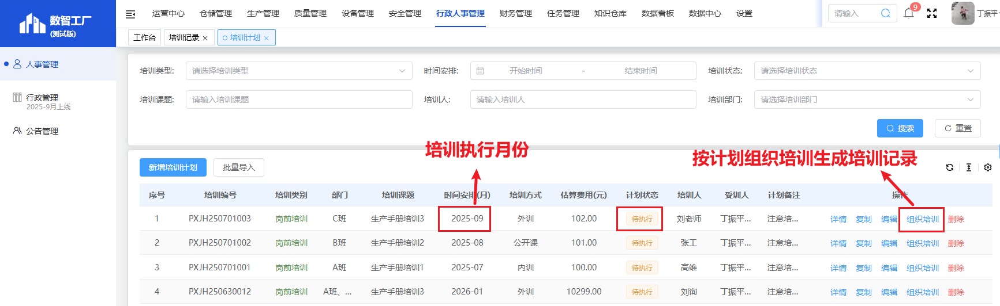 数智工厂
(测试版)
运营中心 仓储管理 生产管理 质量管理 设备管理 安全管理 行政人事管理 财务管理 任务管理 知识仓库 数据看板 数据中心 设置
请输入
9
丁振平
工作台 培训记录 × 培训计划 ×
人事管理
行政管理
2025-9月上线
公告管理
培训类型: 请选择培训类型 时间安排: 开始时间 - 结束时间 培训状态: 请选择培训状态
培训课题: 请输入培训课题 培训人: 请输入培训人 培训部门: 请选择培训部门
搜索 重置
培训执行月份
按计划组织培训生成培训记录
新增培训计划 批量导入
序号 培训编号 培训类别 部门 培训课题 时间安排(月) 培训方式 估算费用(元) 计划状态 培训人 受训人 计划备注 操作
1 PXJH250701003 岗前培训 C班 生产手册培训3 2025-09 外训 102.00 待执行 刘老师 丁振平... 注意培... 详情 复制 编辑 组织培训 删除
2 PXJH250701002 岗前培训 B班 生产手册培训2 2025-08 公开课 101.00 待执行 张工 丁振平... 注意培... 详情 复制 编辑 组织培训 删除
3 PXJH250701001 岗前培训 A班 生产手册培训1 2025-07 内训 100.00 待执行 高维 丁振平... 注意培... 详情 复制 编辑 组织培训 删除
4 PXJH250630012 岗前培训 A班、... 生产手册培训3 2026-01 外训 10299.00 待执行 刘询 丁振平... 注意培... 详情 复制 编辑 组织培训 删除